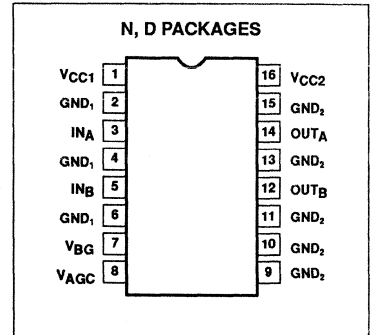 N, D PACKAGES
VCC1 1 16 VCC2
GND1 2 15 GND2
INA 3 14 OUTA
GND1 4 13 GND2
INB 5 12 OUTB
GND1 6 11 GND2
VBG 7 10 GND2
VAGC 8 9 GND2